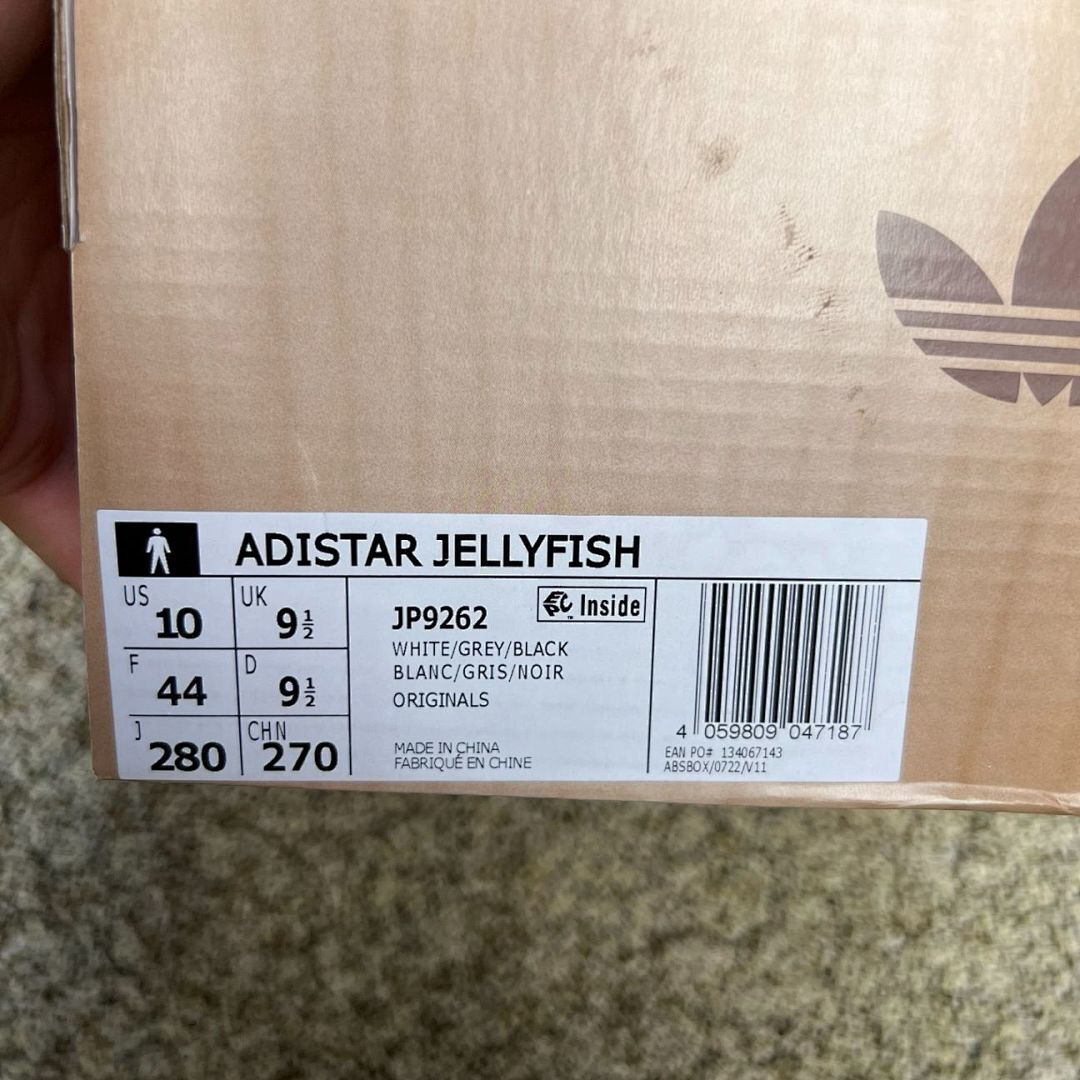 ADISTAR JELLYFISH
US 10
UK 9½
F 44
D 9½
J 280
CHN 270
JP9262
Inside
TM
WHITE/GREY/BLACK
BLANC/GRIS/NOIR
ORIGINALS
MADE IN CHINA
FABRIQUÉ EN CHINE
4 059809 047187
EAN PO# 134067143
ABSBOX/0722/V11